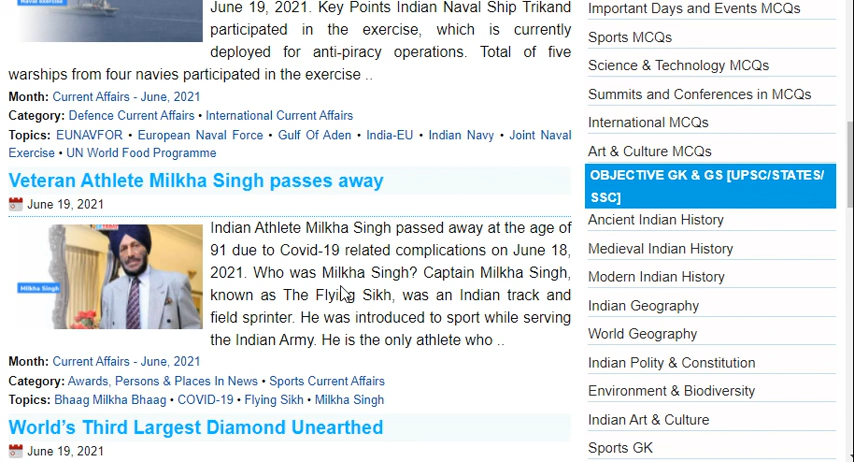 Naval Exercise
June 19, 2021. Key Points Indian Naval Ship Trikand
participated in the exercise, which is currently
deployed for anti-piracy operations. Total of five
warships from four navies participated in the exercise ..
Month: Current Affairs - June, 2021
Category: Defence Current Affairs • International Current Affairs
Topics: EUNAVFOR • European Naval Force • Gulf Of Aden • India-EU • Indian Navy • Joint Naval
Exercise • UN World Food Programme
Veteran Athlete Milkha Singh passes away
June 19, 2021
Milkha Singh
Indian Athlete Milkha Singh passed away at the age of
91 due to Covid-19 related complications on June 18,
2021. Who was Milkha Singh? Captain Milkha Singh,
known as The Flying Sikh, was an Indian track and
field sprinter. He was introduced to sport while serving
the Indian Army. He is the only athlete who ..
Month: Current Affairs - June, 2021
Category: Awards, Persons & Places In News • Sports Current Affairs
Topics: Bhaag Milkha Bhaag • COVID-19 • Flying Sikh • Milkha Singh
World's Third Largest Diamond Unearthed
June 19, 2021
Important Days and Events MCQs
Sports MCQs
Science & Technology MCQs
Summits and Conferences in MCQs
International MCQs
Art & Culture MCQs
OBJECTIVE GK & GS [UPSC/STATES/
SSC]
Ancient Indian History
Medieval Indian History
Modern Indian History
Indian Geography
World Geography
Indian Polity & Constitution
Environment & Biodiversity
Indian Art & Culture
Sports GK